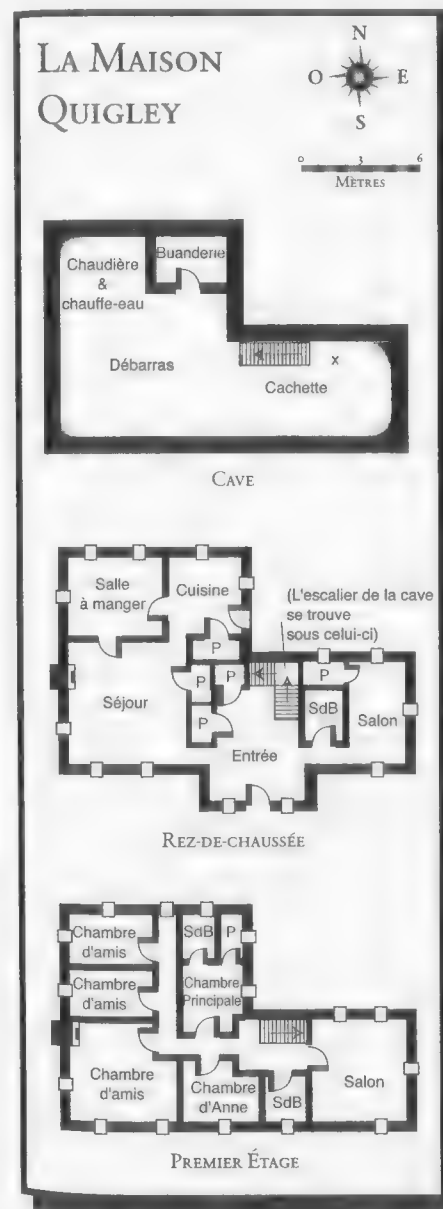 LA MAISON
QUIGLEY
N
O E
S
0 3 6
MÈTRES
Chaudière
&
chauffe-eau
Buanderie
Débarras
Cachette
x
CAVE
Salle
à manger
Cuisine
(L'escalier de la cave
se trouve
sous celui-ci)
P
P
P
P
P
Séjour
SdB
Salon
Entrée
REZ-DE-CHAUSSÉE
Chambre
d'amis
SdB
P
Chambre
d'amis
Chambre
Principale
Chambre
d'amis
Chambre
d'Anne
SdB
Salon
PREMIER ÉTAGE